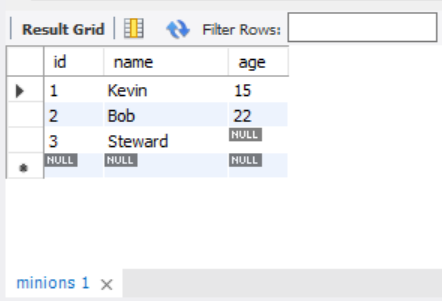 Result Grid Filter Rows:
id name age
1 Kevin 15
2 Bob 22
3 Steward NULL
NULL NULL NULL
minions 1